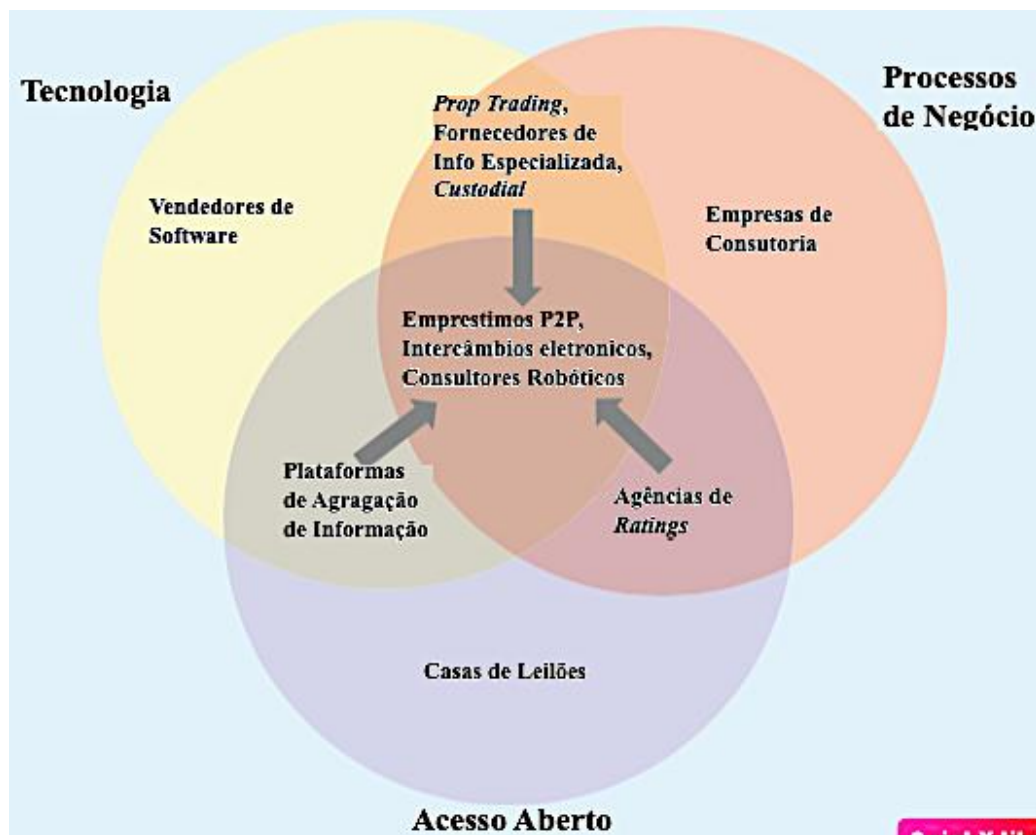 Tecnologia
Processos
de Negócio
Prop Trading,
Fornecedores de
Info Especializada,
Custodial
Vendedores de
Software
Empresas de
Consutoria
Emprestimos P2P,
Intercâmbios eletronicos,
Consultores Robóticos
Plataformas
de Agragação
de Informação
Agências de
Ratings
Casas de Leilões
Acesso Aberto